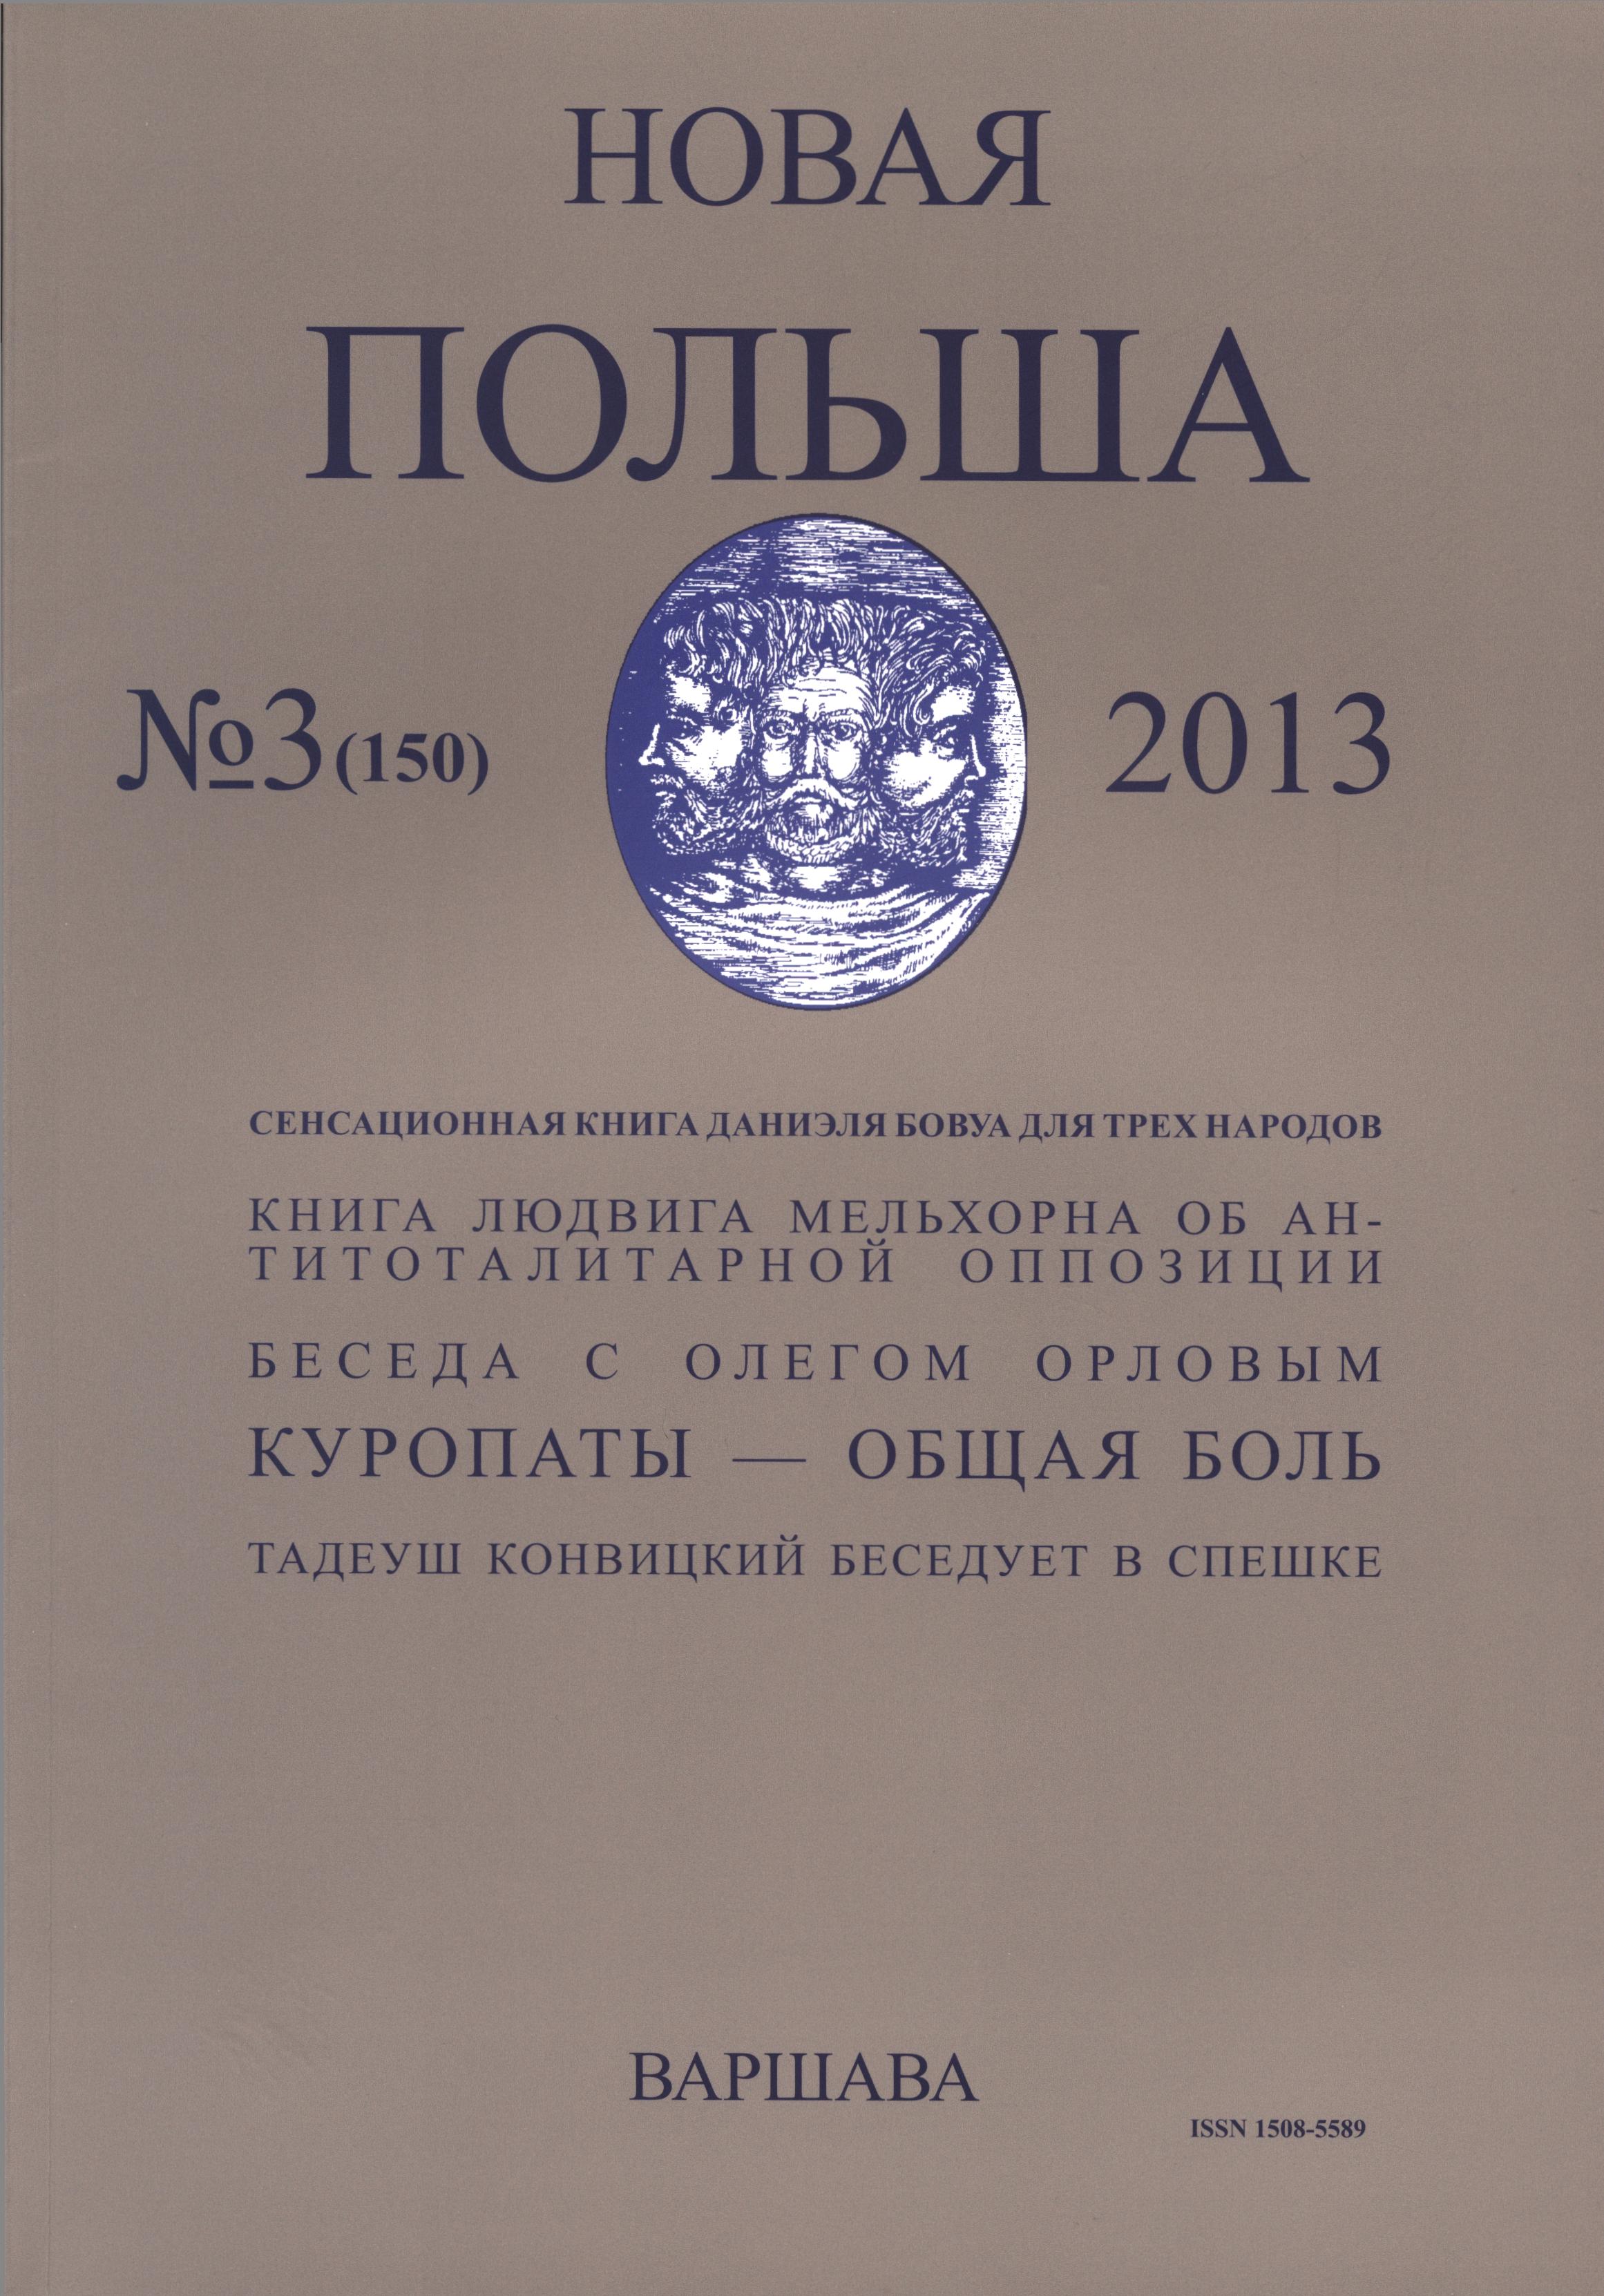 НОВАЯ
ПОЛЬША
№3(150)
2013
СЕНСАЦИОННАЯ КНИГА ДАНИЭЛЯ БОВУА ДЛЯ ТРЕХ НАРОДОВ
КНИГА ЛЮДВИГА МЕЛЬХОРНА ОБ АН-
ТИТОТАЛИТАРНОЙ ОППОЗИЦИИ
БЕСЕДА С ОЛЕГОМ ОРЛОВЫМ
КУРОПАТЫ — ОБЩАЯ БОЛЬ
ТАДЕУШ КОНВИЦКИЙ БЕСЕДУЕТ В СПЕШКЕ
ВАРШАВА
ISSN 1508-5589